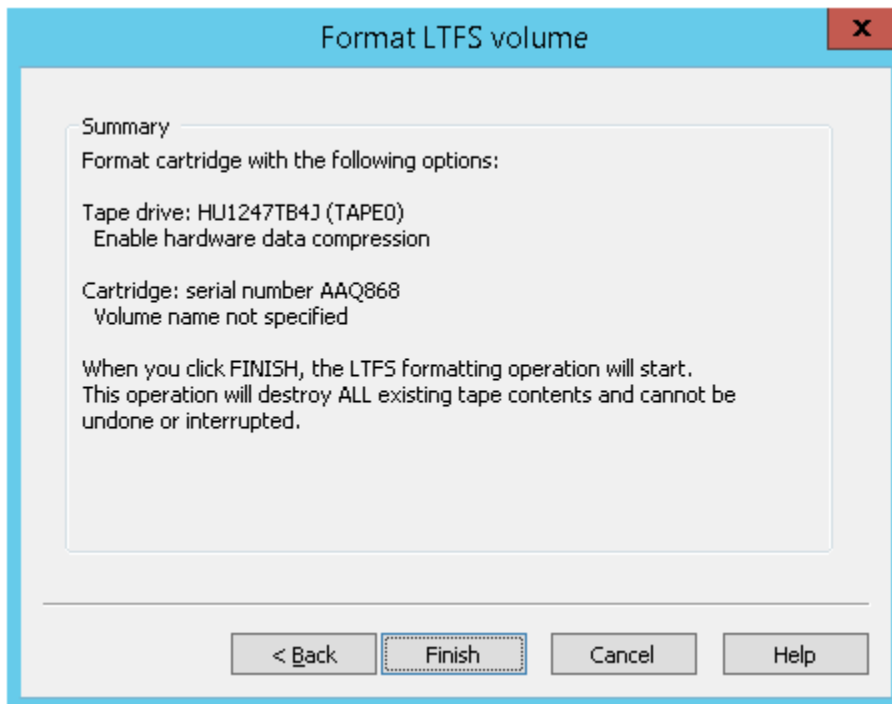 Format LTFS volume
x
Summary
Format cartridge with the following options:
Tape drive: HU1247TB4J (TAPE0)
Enable hardware data compression
Cartridge: serial number AAQ868
Volume name not specified
When you click FINISH, the LTFS formatting operation will start.
This operation will destroy ALL existing tape contents and cannot be
undone or interrupted.
< Back
Finish
Cancel
Help